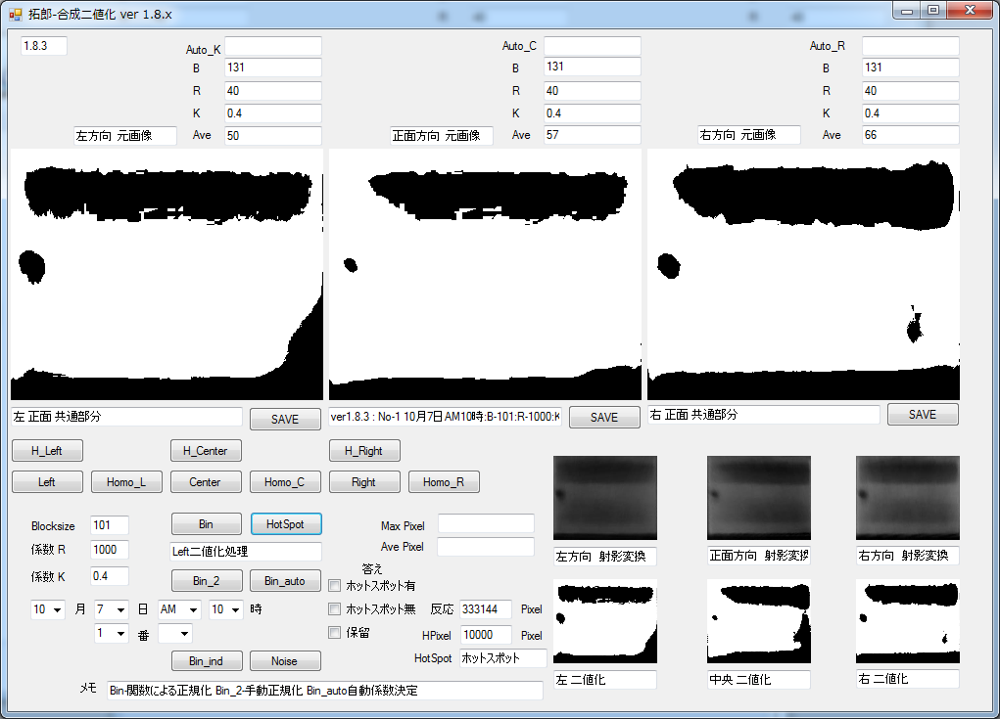 拓郎-合成二値化 ver 1.8.x
1.8.3
Auto_K
Auto_C
Auto_R
B 131
B 131
B 131
R 40
R 40
R 40
K 0.4
K 0.4
K 0.4
左方向 元画像 Ave 50
正面方向 元画像 Ave 57
右方向 元画像 Ave 66
左 正面 共通部分 SAVE
ver1.8.3 : No-1 10月7日AM10時:B-101:R-1000:K SAVE
右 正面 共通部分 SAVE
H_Left H_Center H_Right
Left Homo_L Center Homo_C Right Homo_R
Blocksize 101 Bin HotSpot Max Pixel
係数 R 1000 Left二値化処理 Ave Pixel
係数 K 0.4 Bin_2 Bin_auto
答え
ホットスポット有
10 月 7 日 AM 10 時
ホットスポット無 反応 333144 Pixel
1 番
保留 HPixel 10000 Pixel
Bin_ind Noise HotSpot ホットスポット
メモ Bin-関数による正規化 Bin_2-手動正規化 Bin_auto自動係数決定
左方向 射影変換
正面方向 射影変換
右方向 射影変換
左 二値化
中央 二値化
右 二値化